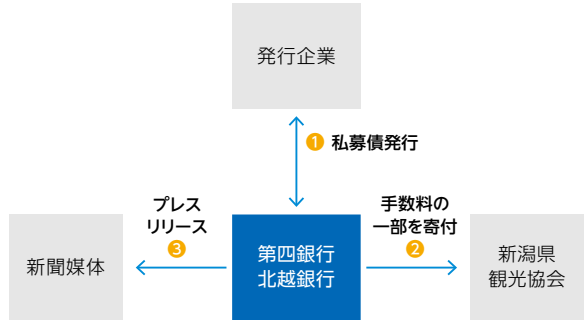 発行企業
❶ 私募債発行
プレス
リリース
❸
手数料の
一部を寄付
❷
新聞媒体
第四銀行
北越銀行
新潟県
観光協会